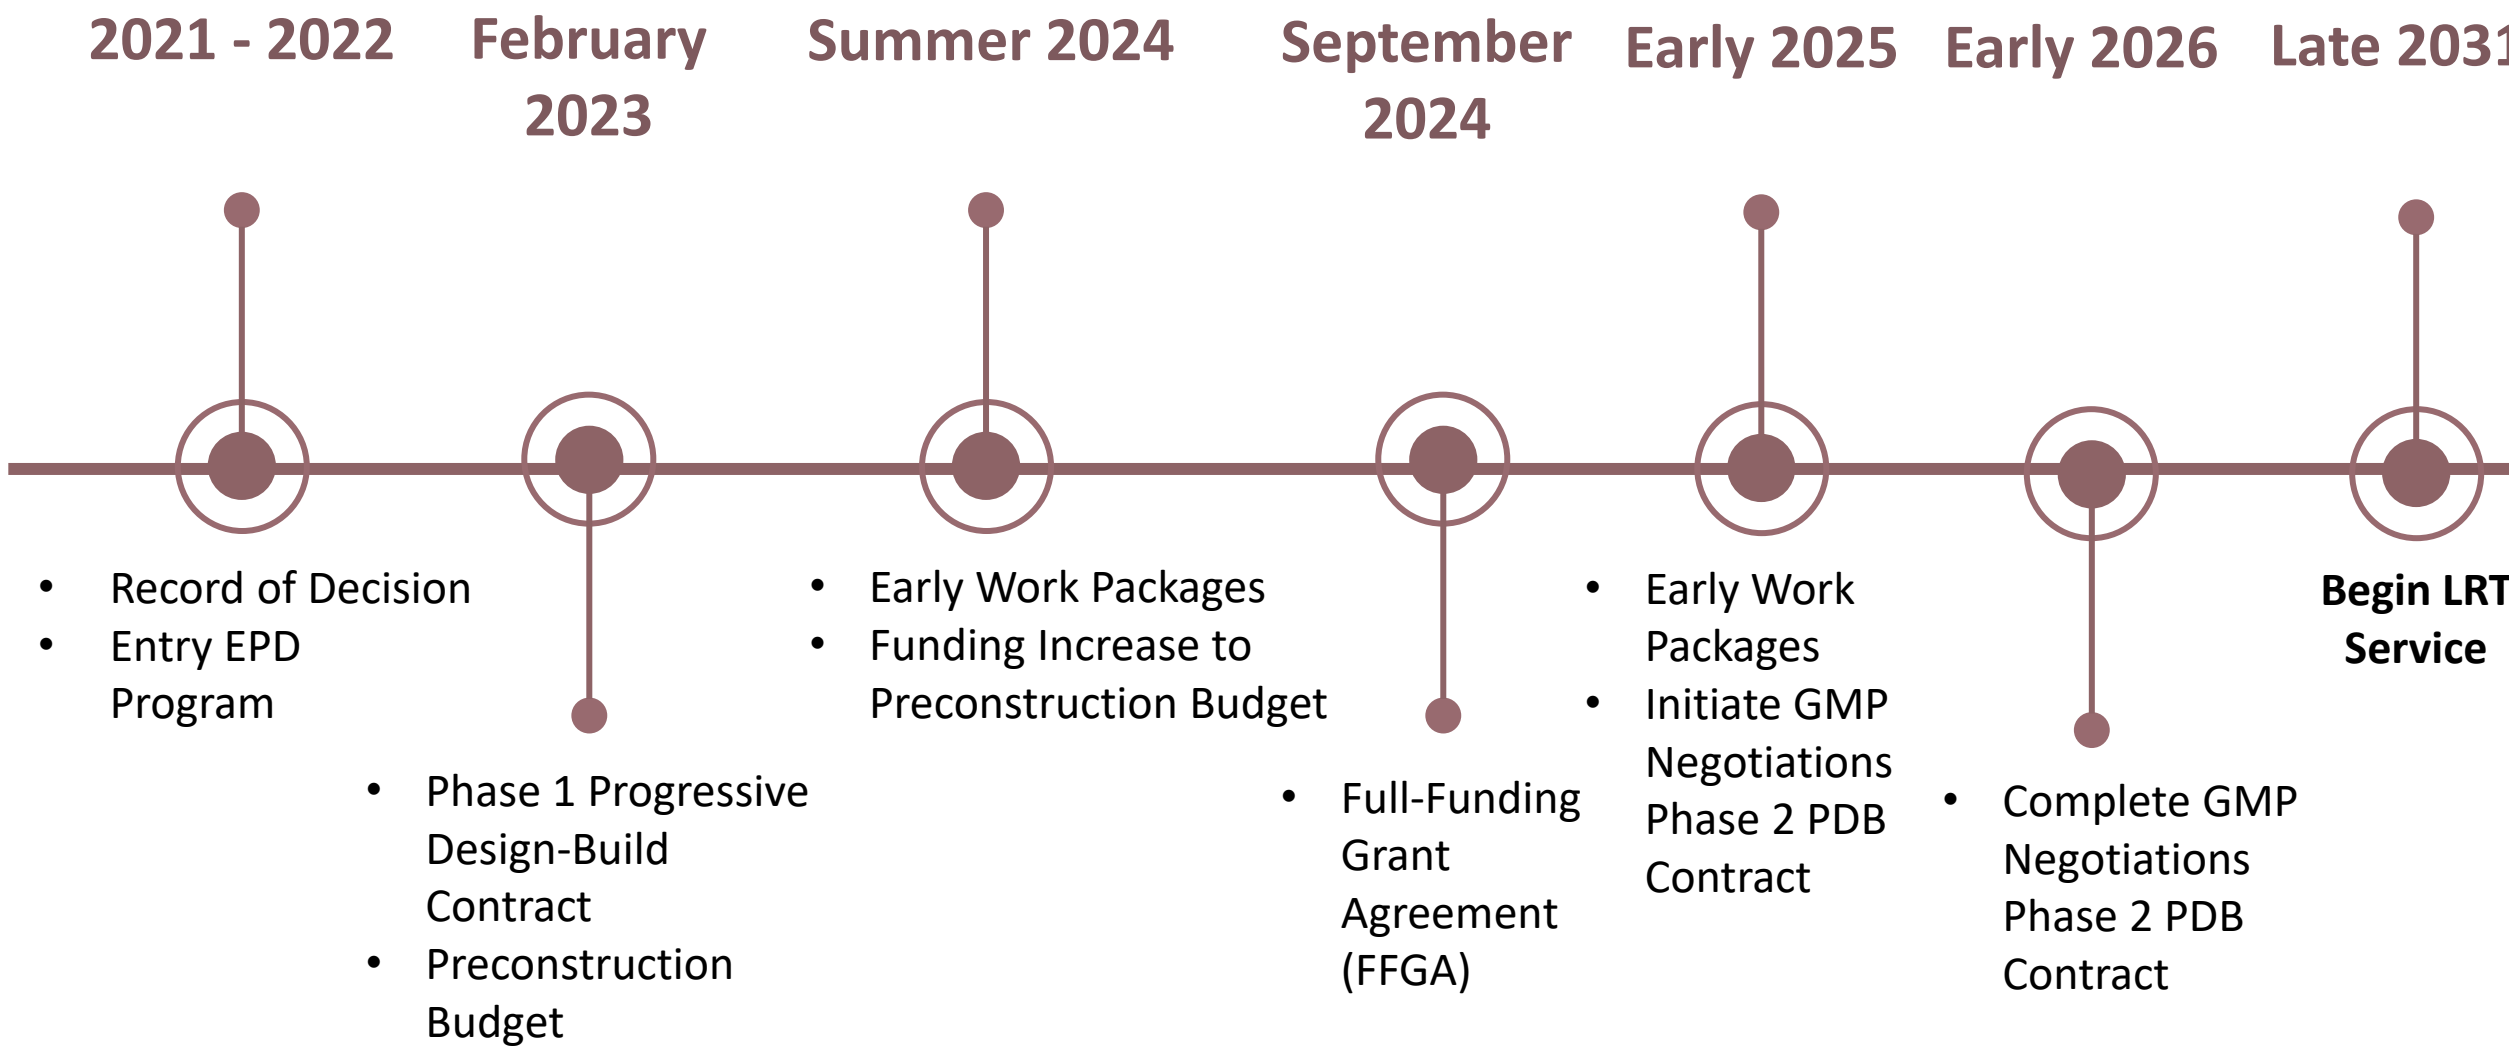 2021 - 2022
February
2023
Summer 2024
September
2024
Early 2025
Early 2026
Late 2031
• Record of Decision
• Entry EPD
Program
• Phase 1 Progressive
Design-Build
Contract
• Preconstruction
Budget
• Early Work Packages
• Funding Increase to
Preconstruction Budget
• Full-Funding
Grant
Agreement
(FFGA)
• Early Work
Packages
• Initiate GMP
Negotiations
Phase 2 PDB
Contract
• Complete GMP
Negotiations
Phase 2 PDB
Contract
Begin LRT
Service